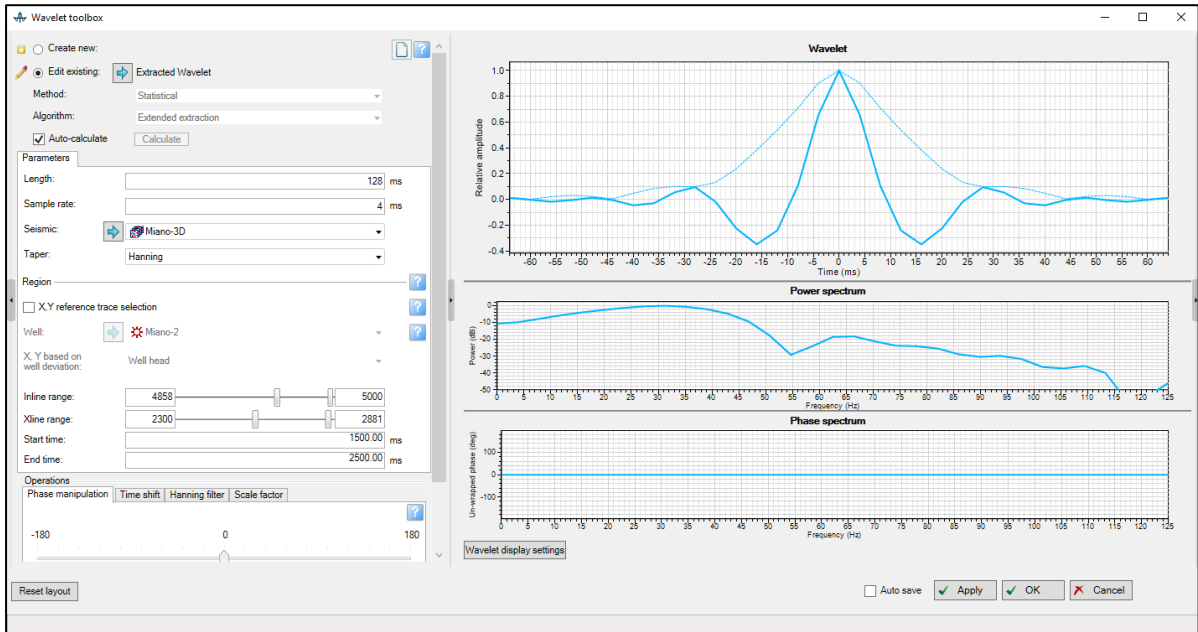 Wavelet toolbox
Create new:
Edit existing: Extracted Wavelet
Method: Statistical
Algorithm: Extended extraction
Auto-calculate Calculate
Parameters
Length: 128 ms
Sample rate: 4 ms
Seismic: Miano-3D
Taper: Hanning
Region
X,Y reference trace selection
Well: Miano-2
X, Y based on
well deviation: Well head
Inline range: 4858 5000
Xline range: 2300 2881
Start time: 1500.00 ms
End time: 2500.00 ms
Operations
Phase manipulation Time shift Hanning filter Scale factor
-180 0 180
Reset layout
Wavelet
Relative amplitude
1.0
0.8
0.6
0.4
0.2
0.0
-0.2
-0.4
-60 -55 -50 -45 -40 -35 -30 -25 -20 -15 -10 -5 0 5 10 15 20 25 30 35 40 45 50 55 60
Time (ms)
Power spectrum
Power (dB)
0
-10
-20
-30
-40
-50
0 5 10 15 20 25 30 35 40 45 50 55 60 65 70 75 80 85 90 95 100 105 110 115 120 125
Frequency (Hz)
Phase spectrum
Un-wrapped phase (deg)
100
0
-100
0 5 10 15 20 25 30 35 40 45 50 55 60 65 70 75 80 85 90 95 100 105 110 115 120 125
Frequency (Hz)
Wavelet display settings
Auto save Apply OK Cancel